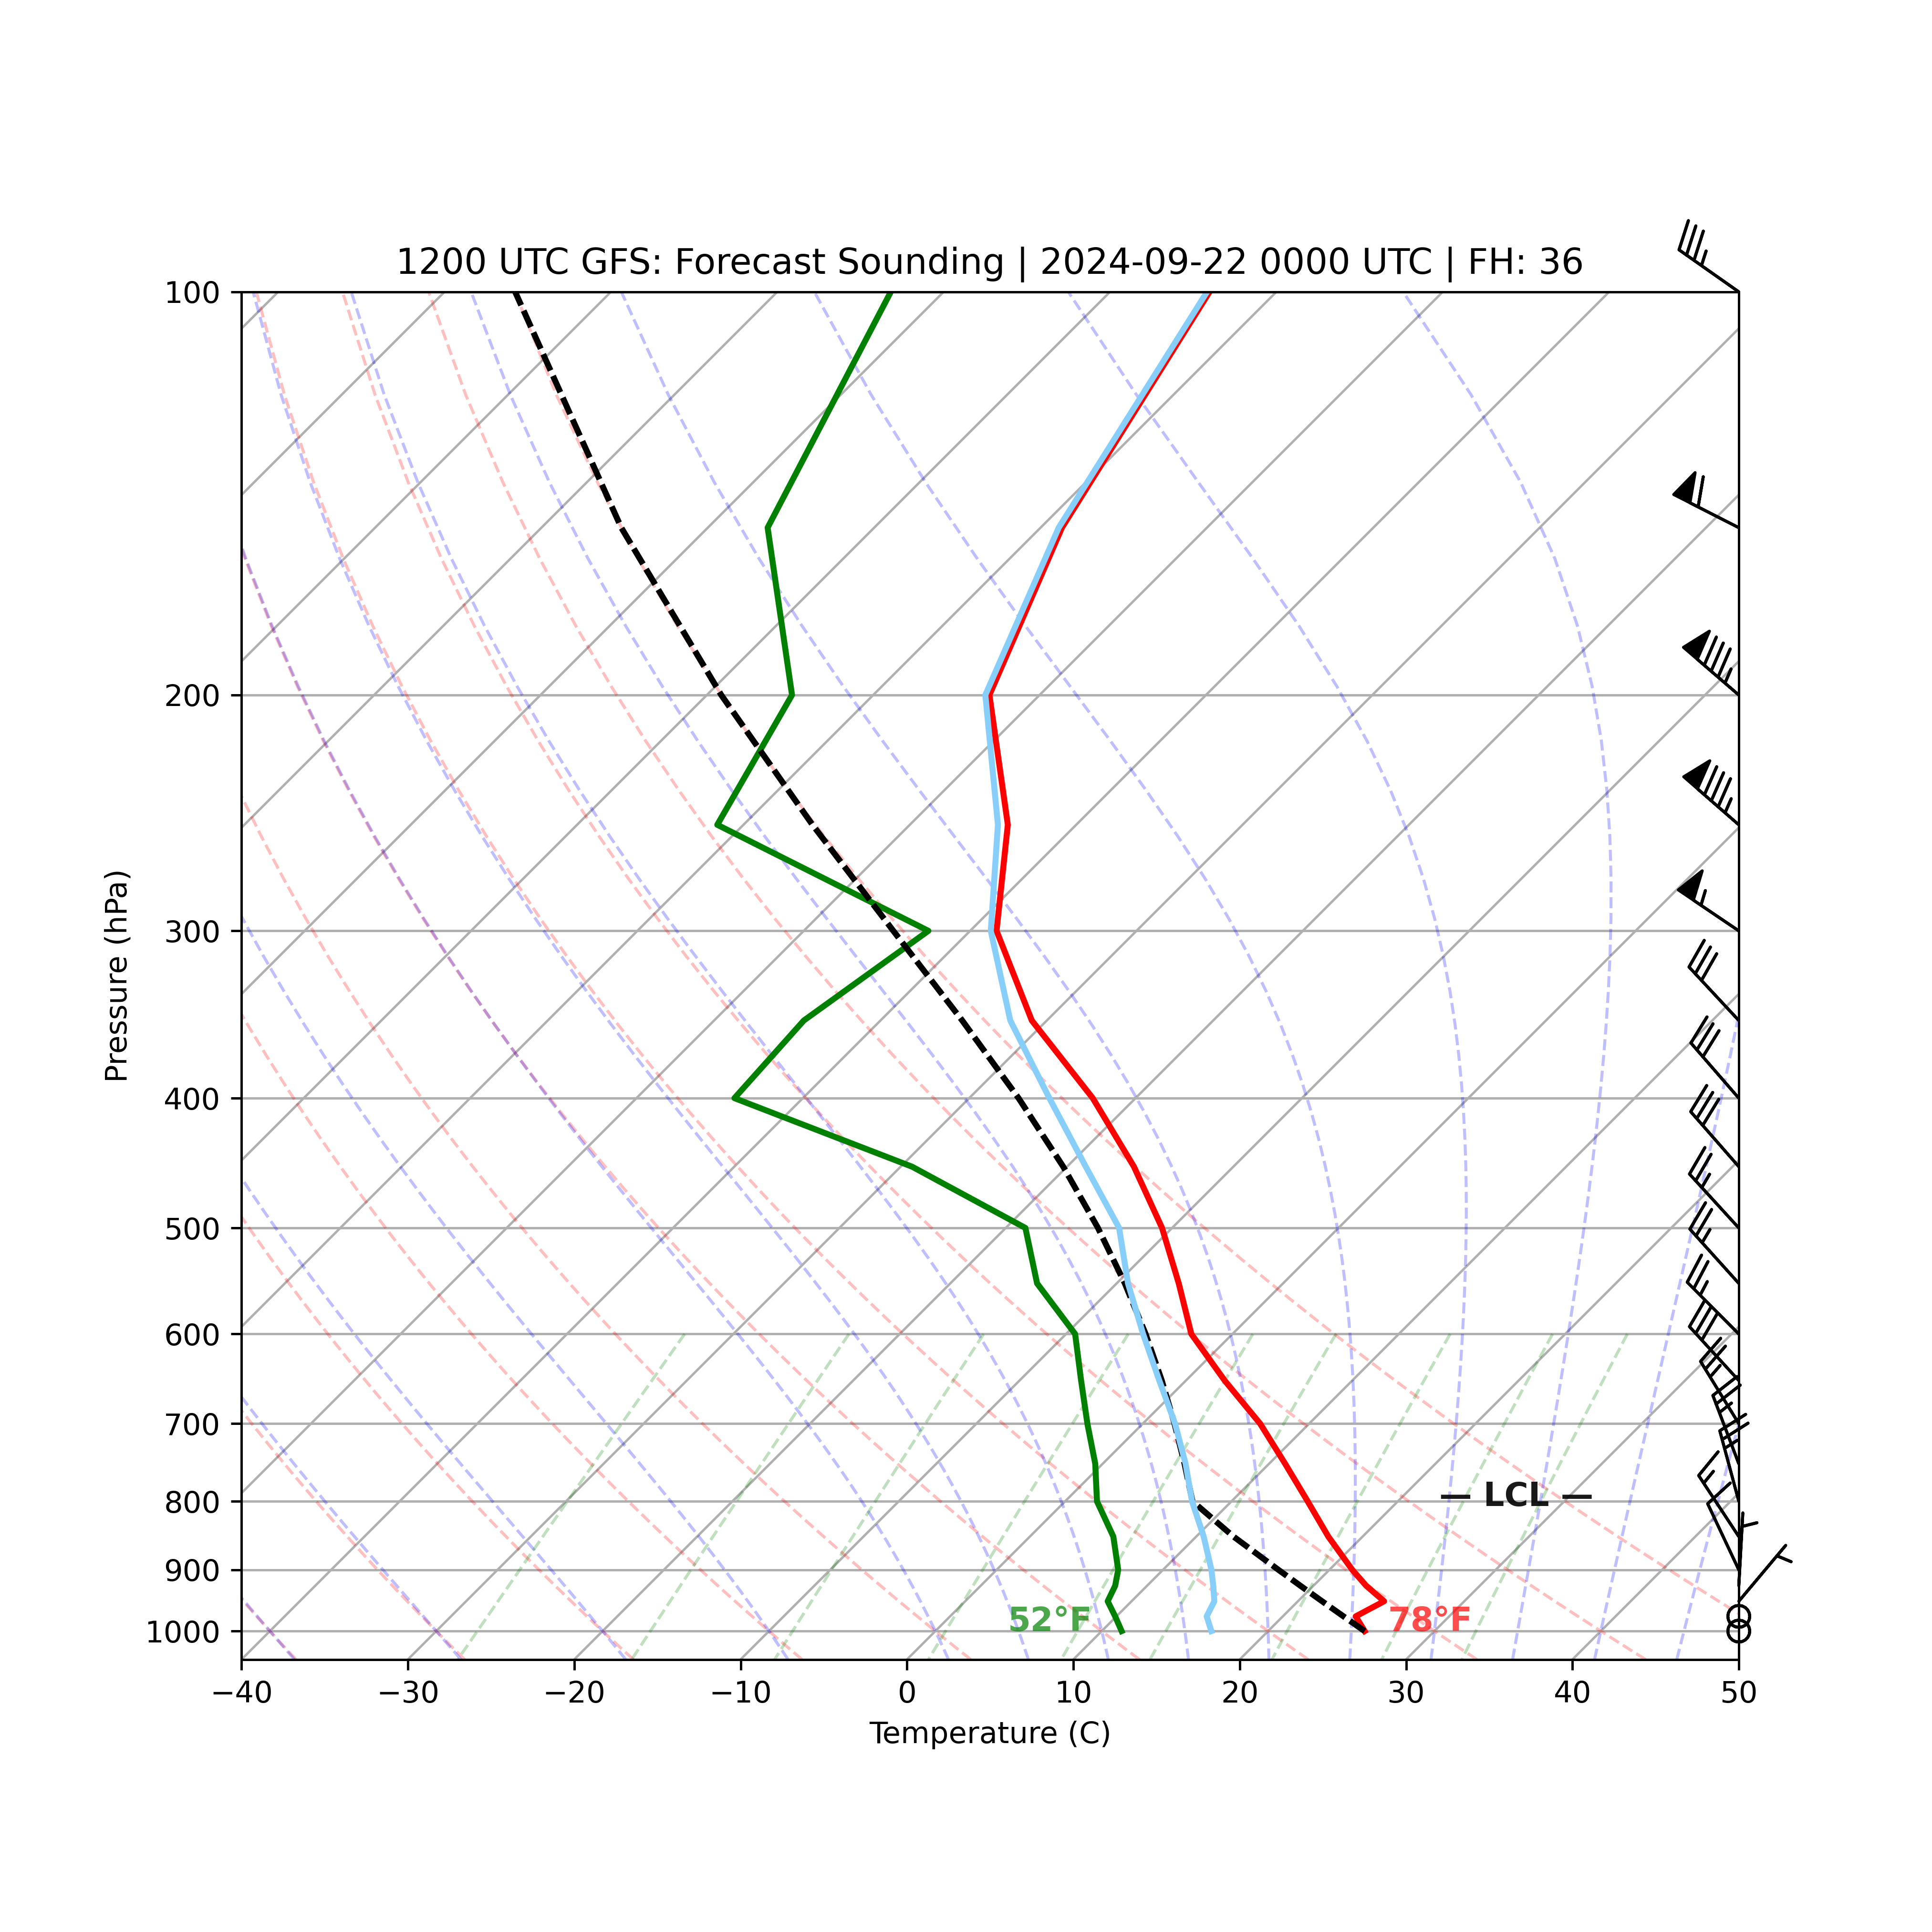 1200 UTC GFS: Forecast Sounding | 2024-09-22 0000 UTC | FH: 36
100
200
300
400
500
600
700
800
900
1000
Pressure (hPa)
— LCL —
52°F
78°F
−40 −30 −20 −10 0 10 20 30 40 50
Temperature (C)